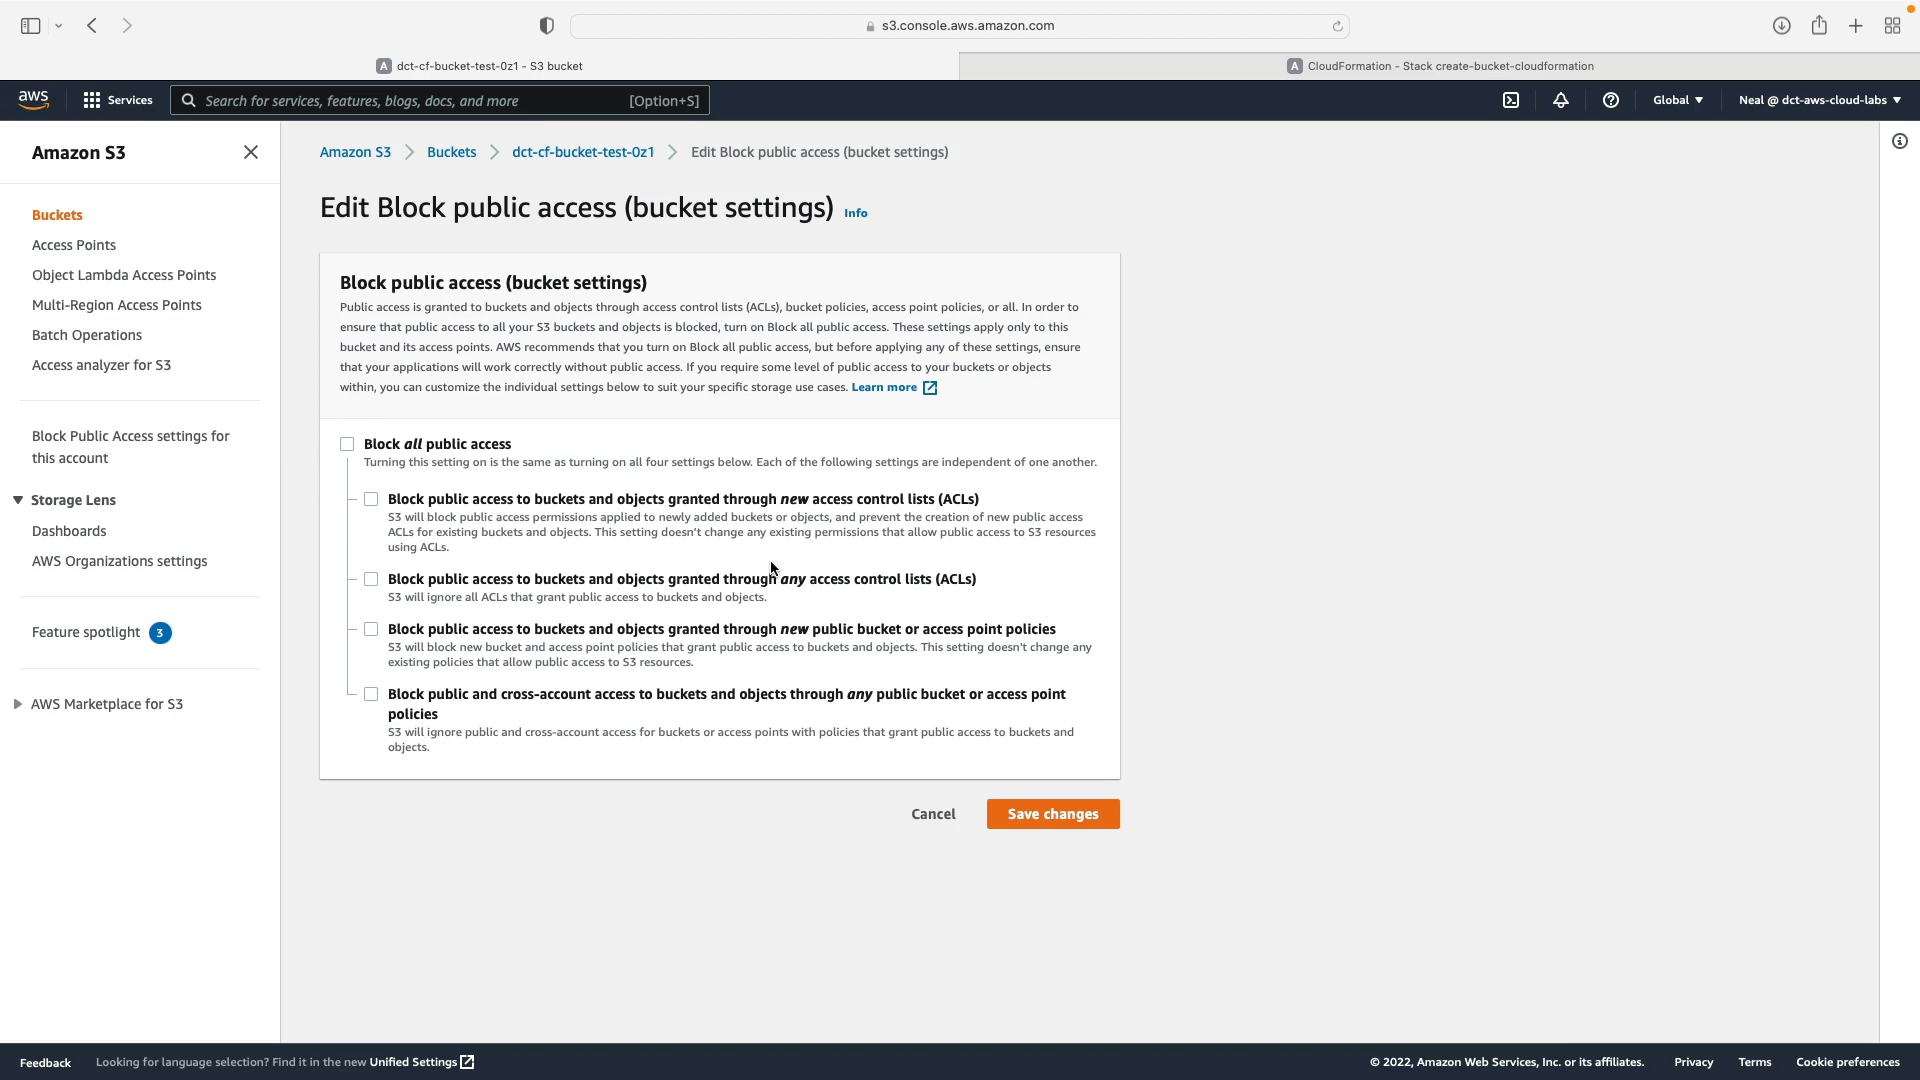 s3.console.aws.amazon.com
A dct-cf-bucket-test-0z1 - S3 bucket
A CloudFormation - Stack create-bucket-cloudformation
aws
Services
Search for services, features, blogs, docs, and more [Option+S]
Global
Neal @ dct-aws-cloud-labs
Amazon S3
Buckets
Access Points
Object Lambda Access Points
Multi-Region Access Points
Batch Operations
Access analyzer for S3
Block Public Access settings for
this account
Storage Lens
Dashboards
AWS Organizations settings
Feature spotlight 3
AWS Marketplace for S3
Amazon S3 > Buckets > dct-cf-bucket-test-0z1 > Edit Block public access (bucket settings)
Edit Block public access (bucket settings) Info
Block public access (bucket settings)
Public access is granted to buckets and objects through access control lists (ACLs), bucket policies, access point policies, or all. In order to
ensure that public access to all your S3 buckets and objects is blocked, turn on Block all public access. These settings apply only to this
bucket and its access points. AWS recommends that you turn on Block all public access, but before applying any of these settings, ensure
that your applications will work correctly without public access. If you require some level of public access to your buckets or objects
within, you can customize the individual settings below to suit your specific storage use cases. Learn more
Block all public access
Turning this setting on is the same as turning on all four settings below. Each of the following settings are independent of one another.
Block public access to buckets and objects granted through new access control lists (ACLs)
S3 will block public access permissions applied to newly added buckets or objects, and prevent the creation of new public access
ACLs for existing buckets and objects. This setting doesn’t change any existing permissions that allow public access to S3 resources
using ACLs.
Block public access to buckets and objects granted through any access control lists (ACLs)
S3 will ignore all ACLs that grant public access to buckets and objects.
Block public access to buckets and objects granted through new public bucket or access point policies
S3 will block new bucket and access point policies that grant public access to buckets and objects. This setting doesn't change any
existing policies that allow public access to S3 resources.
Block public and cross-account access to buckets and objects through any public bucket or access point
policies
S3 will ignore public and cross-account access for buckets or access points with policies that grant public access to buckets and
objects.
Cancel
Save changes
Feedback
Looking for language selection? Find it in the new Unified Settings
© 2022, Amazon Web Services, Inc. or its affiliates.
Privacy
Terms
Cookie preferences